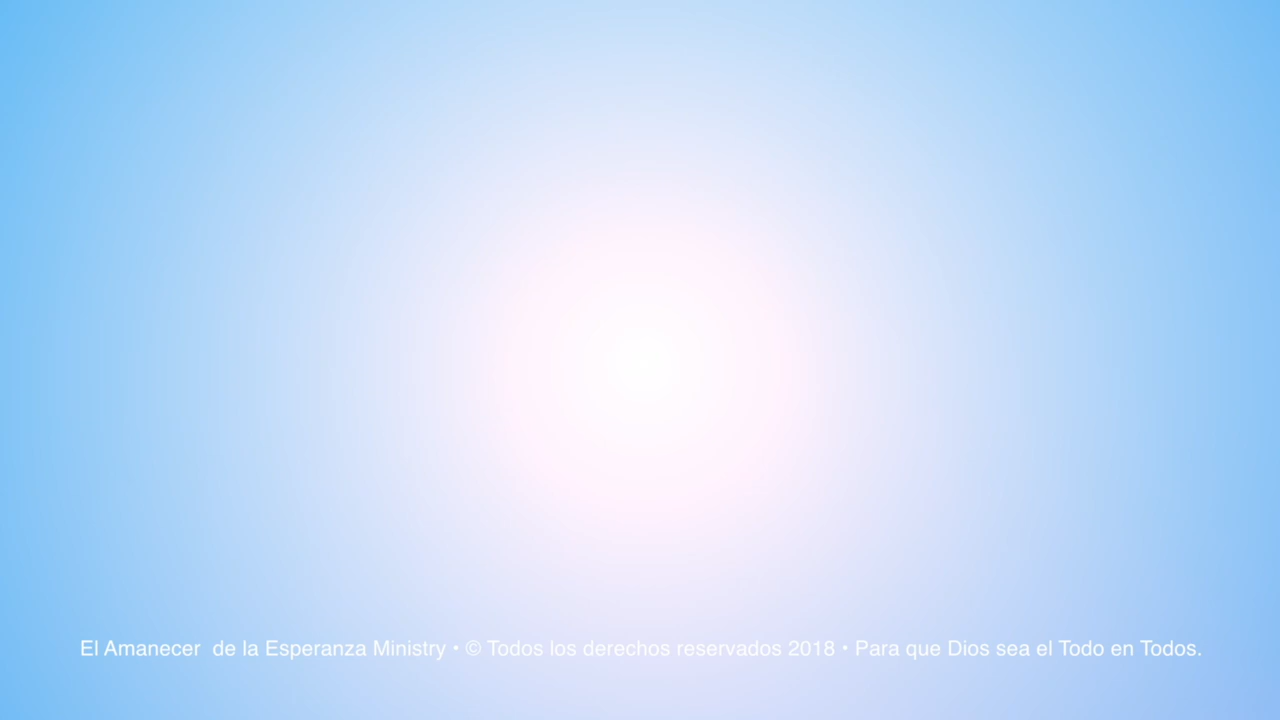 El Amanecer  de la Esperanza Ministry • © Todos los derechos reservados 2018 • Para que Dios sea el Todo en Todos.